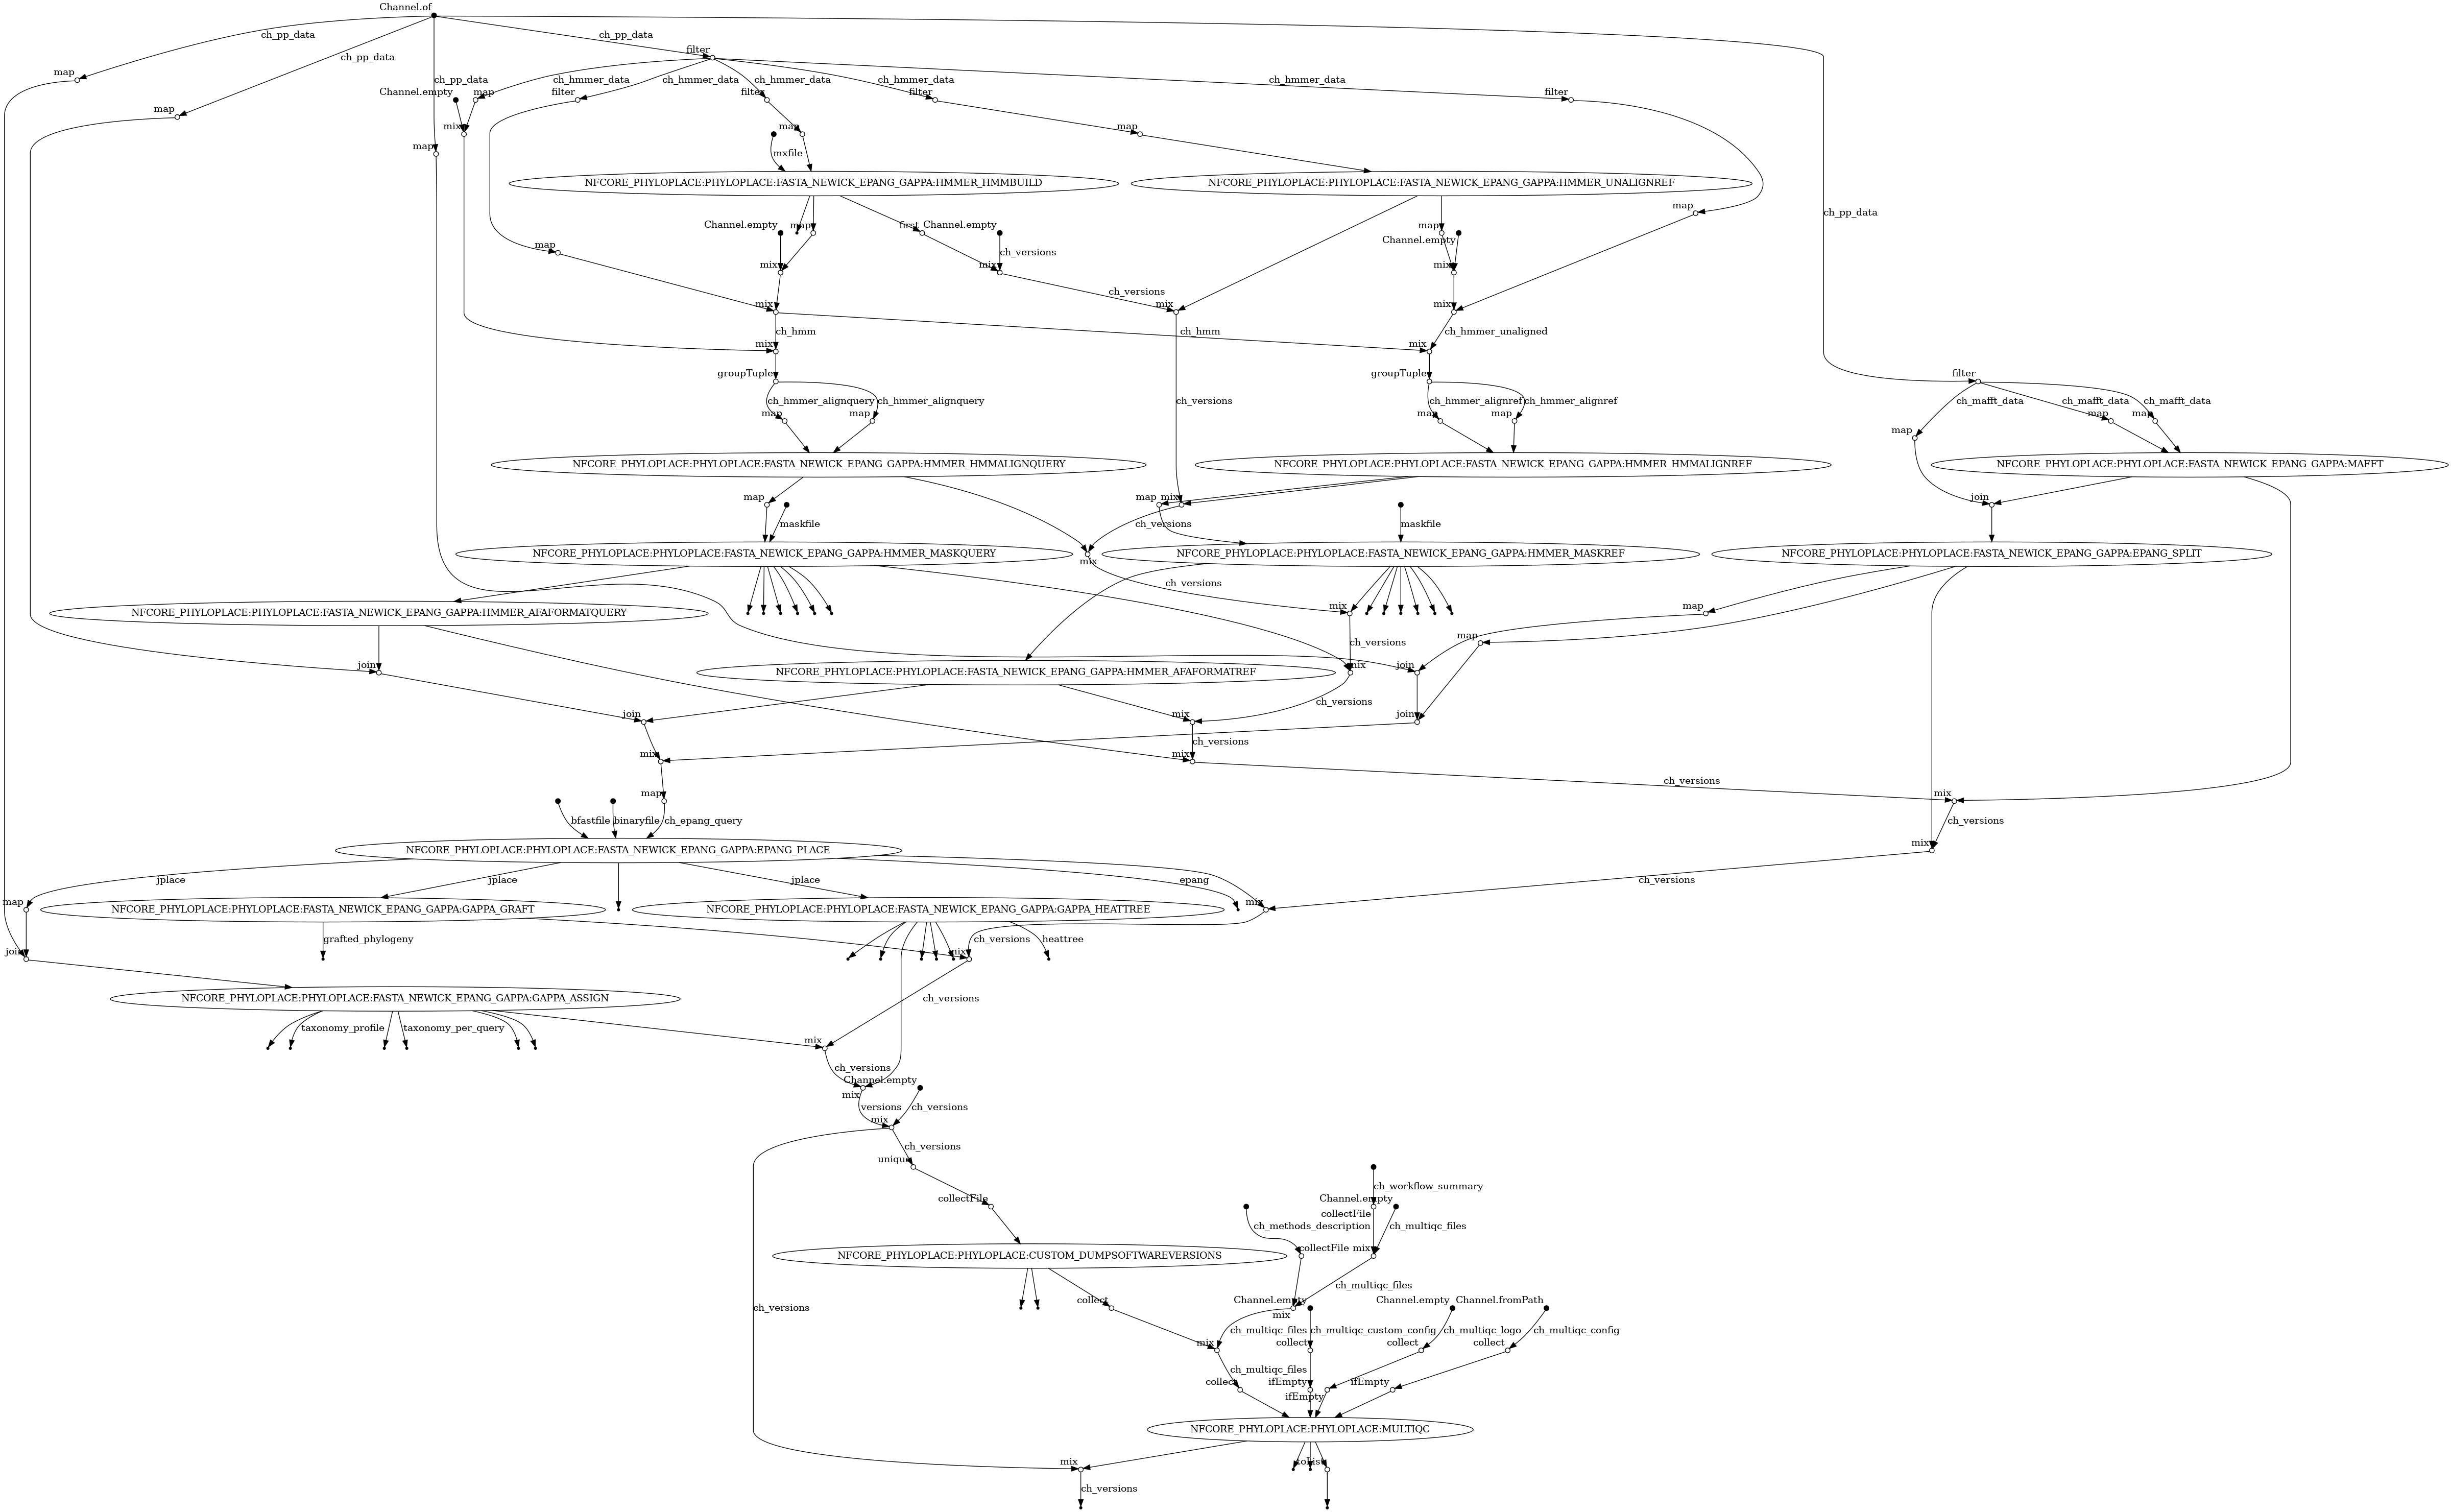 Channel.of
ch_pp_data
ch_pp_data
ch_pp_data
filter
ch_pp_data
map
ch_hmmer_data
ch_hmmer_data
ch_hmmer_data
ch_hmmer_data
ch_hmmer_data
Channel.empty
map
filter
filter
filter
filter
map
mix
map
map
map
mxfile
NFCORE_PHYLOPLACE:PHYLOPLACE:FASTA_NEWICK_EPANG_GAPPA:HMMER_HMMBUILD
NFCORE_PHYLOPLACE:PHYLOPLACE:FASTA_NEWICK_EPANG_GAPPA:HMMER_UNALIGNREF
map
ch_pp_data
Channel.empty
map
first
Channel.empty
map
Channel.empty
map
ch_versions
mix
mix
mix
ch_versions
mix
mix
mix
ch_hmm
ch_hmm
ch_hmmer_unaligned
mix
mix
groupTuple
groupTuple
filter
ch_hmmer_alignquery
ch_hmmer_alignquery
ch_versions
ch_hmmer_alignref
ch_hmmer_alignref
ch_mafft_data
ch_mafft_data
ch_mafft_data
map
map
map
map
map
map
map
NFCORE_PHYLOPLACE:PHYLOPLACE:FASTA_NEWICK_EPANG_GAPPA:HMMER_HMMALIGNQUERY
NFCORE_PHYLOPLACE:PHYLOPLACE:FASTA_NEWICK_EPANG_GAPPA:HMMER_HMMALIGNREF
NFCORE_PHYLOPLACE:PHYLOPLACE:FASTA_NEWICK_EPANG_GAPPA:MAFFT
map
map
mix
join
maskfile
ch_versions
maskfile
NFCORE_PHYLOPLACE:PHYLOPLACE:FASTA_NEWICK_EPANG_GAPPA:HMMER_MASKQUERY
mix
NFCORE_PHYLOPLACE:PHYLOPLACE:FASTA_NEWICK_EPANG_GAPPA:HMMER_MASKREF
NFCORE_PHYLOPLACE:PHYLOPLACE:FASTA_NEWICK_EPANG_GAPPA:EPANG_SPLIT
ch_versions
NFCORE_PHYLOPLACE:PHYLOPLACE:FASTA_NEWICK_EPANG_GAPPA:HMMER_AFAFORMATQUERY
mix
map
ch_versions
map
join
NFCORE_PHYLOPLACE:PHYLOPLACE:FASTA_NEWICK_EPANG_GAPPA:HMMER_AFAFORMATREF
mix
join
ch_versions
join
mix
join
ch_versions
mix
mix
ch_versions
map
mix
bfastfile
binaryfile
ch_epang_query
ch_versions
NFCORE_PHYLOPLACE:PHYLOPLACE:FASTA_NEWICK_EPANG_GAPPA:EPANG_PLACE
mix
jplace
jplace
jplace
epang
ch_versions
map
NFCORE_PHYLOPLACE:PHYLOPLACE:FASTA_NEWICK_EPANG_GAPPA:GAPPA_GRAFT
NFCORE_PHYLOPLACE:PHYLOPLACE:FASTA_NEWICK_EPANG_GAPPA:GAPPA_HEATTREE
mix
grafted_phylogeny
ch_versions
heattree
join
mix
NFCORE_PHYLOPLACE:PHYLOPLACE:FASTA_NEWICK_EPANG_GAPPA:GAPPA_ASSIGN
ch_versions
taxonomy_profile
taxonomy_per_query
mix
ch_versions
Channel.empty
mix
versions
ch_versions
mix
ch_versions
unique
ch_workflow_summary
collectFile
Channel.empty
collectFile
ch_methods_description
ch_multiqc_files
NFCORE_PHYLOPLACE:PHYLOPLACE:CUSTOM_DUMPSOFTWAREVERSIONS
collectFile
mix
ch_multiqc_files
collect
Channel.empty
Channel.empty
Channel.fromPath
ch_versions
mix
ch_multiqc_files
ch_multiqc_custom_config
ch_multiqc_logo
ch_multiqc_config
mix
collect
collect
collect
ch_multiqc_files
collect
ifEmpty
ifEmpty
ifEmpty
NFCORE_PHYLOPLACE:PHYLOPLACE:MULTIQC
mix
toList
ch_versions